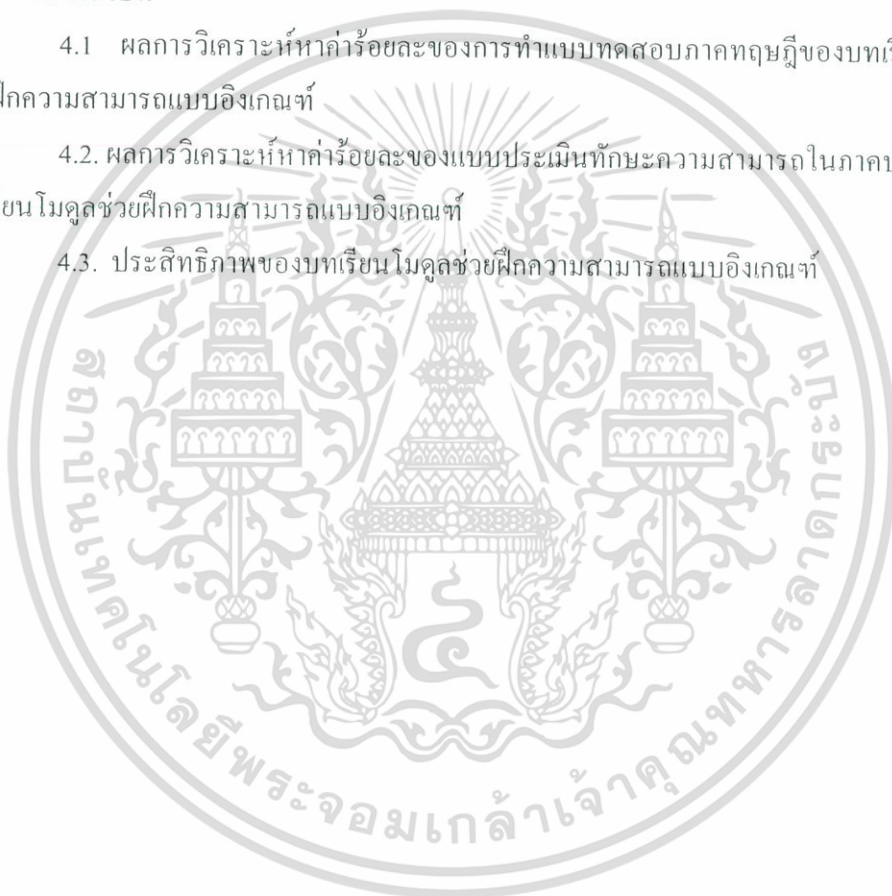 4.1 ผลการวิเคราะห์หาค่าร้อยละของการทำแบบทดสอบภาคทฤษฎีของบทเรี
ฝึกความสามารถแบบอิงเกณฑ์
4.2. ผลการวิเคราะห์หาค่าร้อยละของแบบประเมินทักษะความสามารถในภาคป
ยนโมดูลช่วยฝึกความสามารถแบบอิงเกณฑ์
4.3. ประสิทธิภาพของบทเรียนโมดูลช่วยฝึกความสามารถแบบอิงเกณฑ์
สถาบันเทคโนโลยีพระจอมเกล้าเจ้าคุณทหารลาดกระบัง